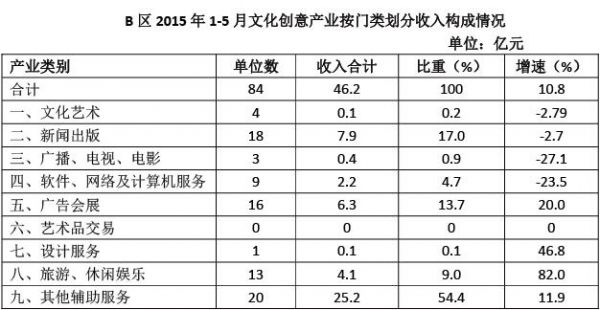 B 区 2015 年 1-5 月文化创意产业按门类划分收入构成情况
单位：亿元
产业类别 单位数 收入合计 比重（%） 增速（%）
合计 84 46.2 100 10.8
一、文化艺术 4 0.1 0.2 -2.79
二、新闻出版 18 7.9 17.0 -2.7
三、广播、电视、电影 3 0.4 0.9 -27.1
四、软件、网络及计算机服务 9 2.2 4.7 -23.5
五、广告会展 16 6.3 13.7 20.0
六、艺术品交易 0 0 0 0
七、设计服务 1 0.1 0.1 46.8
八、旅游、休闲娱乐 13 4.1 9.0 82.0
九、其他辅助服务 20 25.2 54.4 11.9